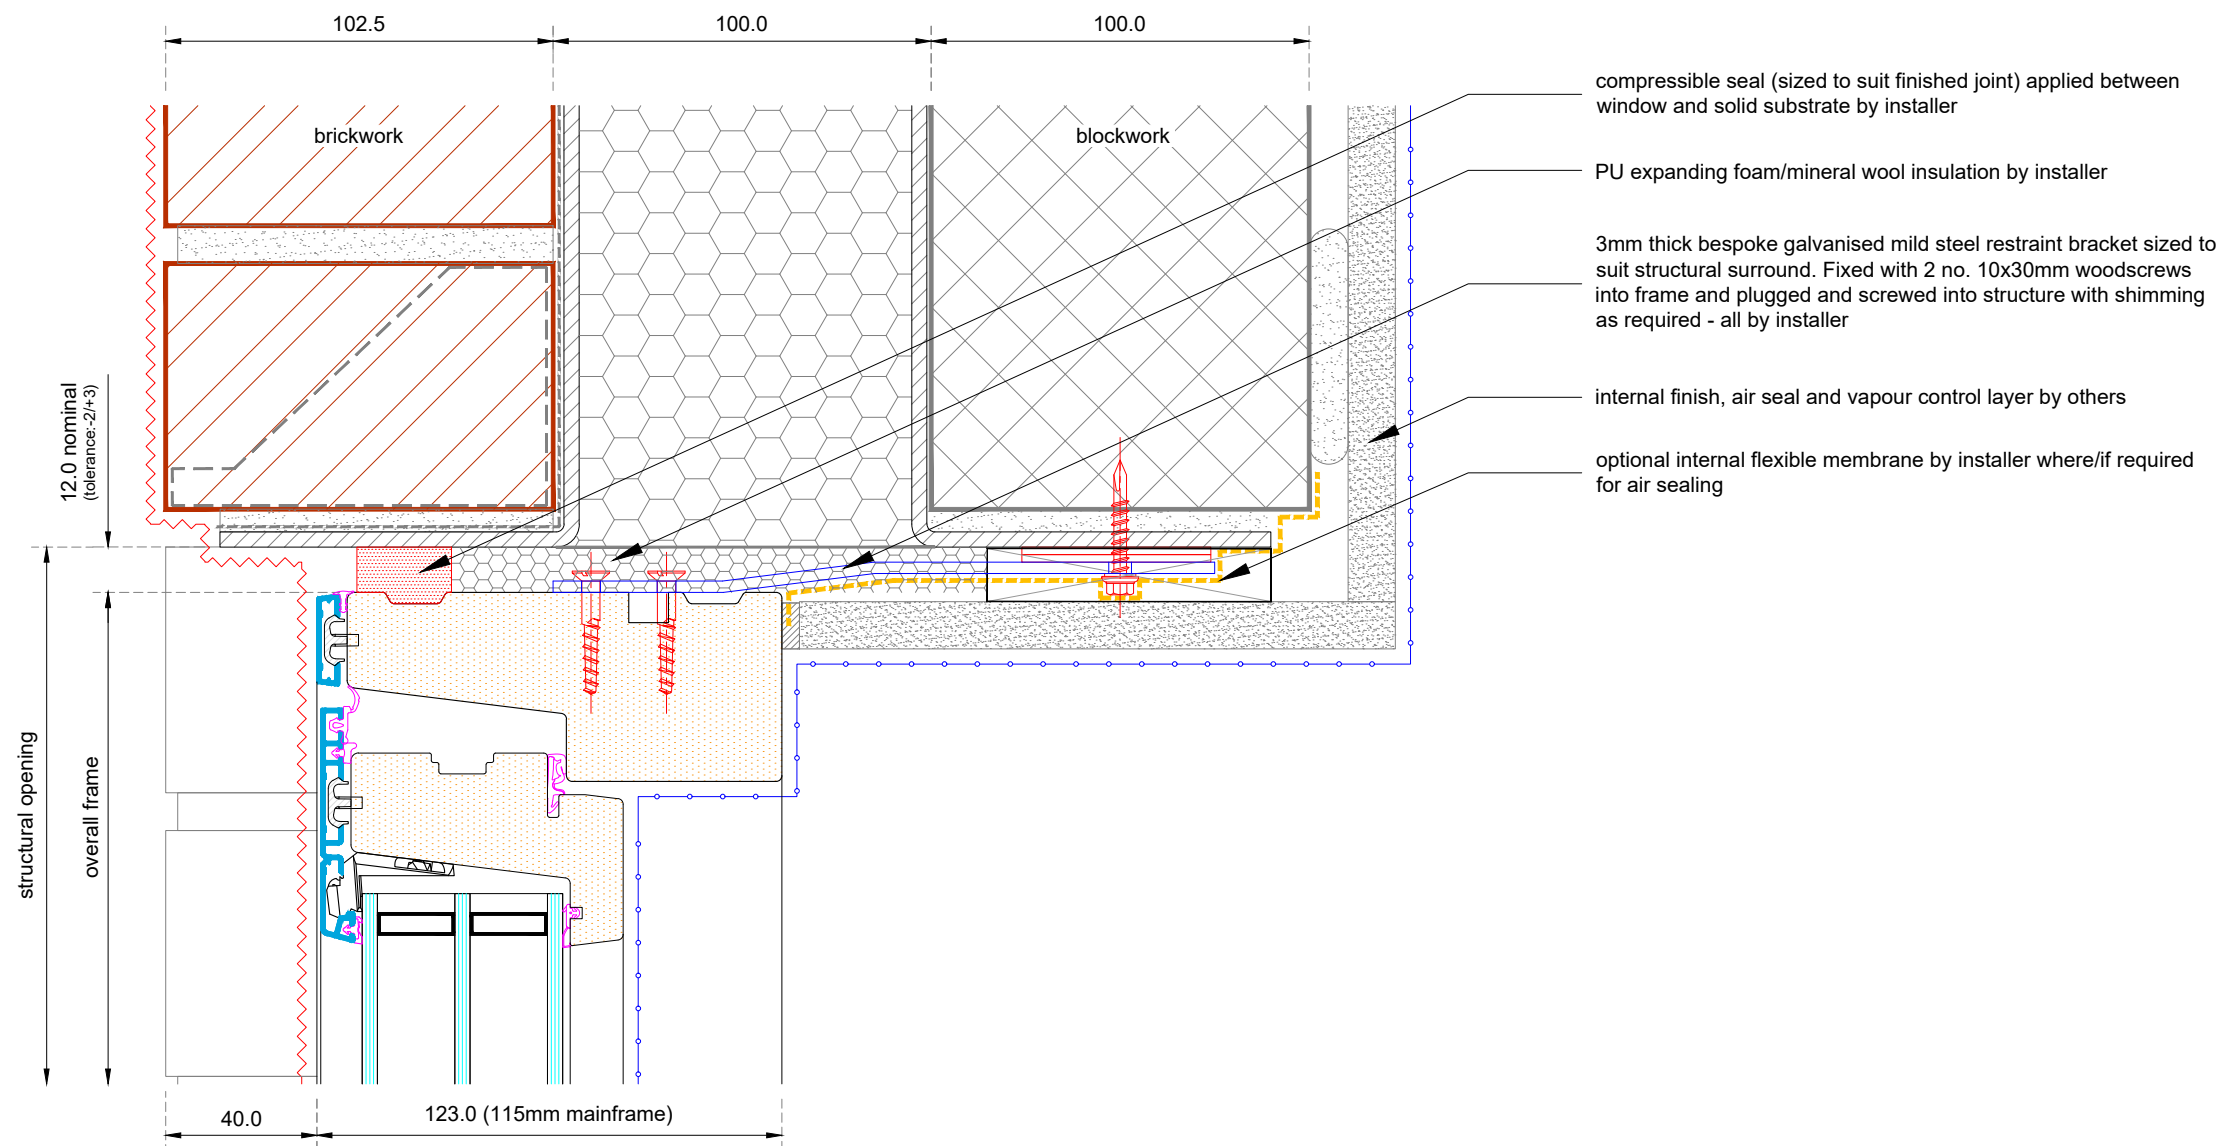 102.5
100.0
100.0
brickwork
blockwork
compressible seal (sized to suit finished joint) applied between
window and solid substrate by installer
PU expanding foam/mineral wool insulation by installer
3mm thick bespoke galvanised mild steel restraint bracket sized to
suit structural surround. Fixed with 2 no. 10x30mm woodscrews
into frame and plugged and screwed into structure with shimming
as required - all by installer
internal finish, air seal and vapour control layer by others
optional internal flexible membrane by installer where/if required
for air sealing
12.0 nominal
(tolerance:-2/+3)
structural opening
overall frame
40.0
123.0 (115mm mainframe)